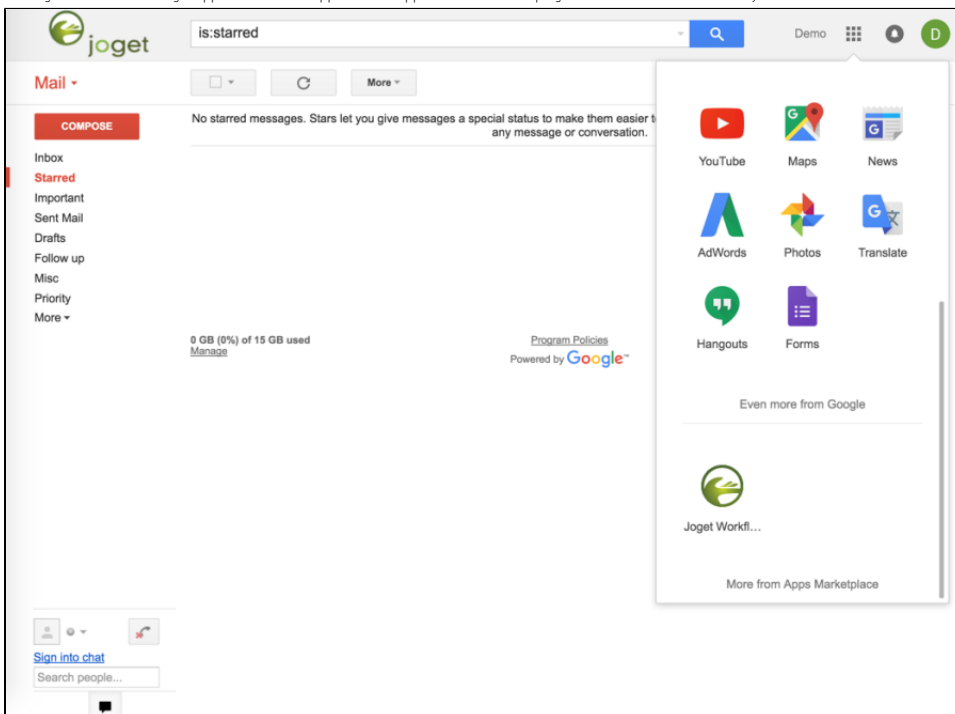 joget
is:starred
Demo
D
Mail
More
COMPOSE
No starred messages. Stars let you give messages a special status to make them easier
any message or conversation.
Inbox
Starred
Important
Sent Mail
Drafts
Follow up
Misc
Priority
More
0 GB (0%) of 15 GB used
Manage
Program Policies
Powered by Google™
YouTube
Maps
News
AdWords
Photos
Translate
Hangouts
Forms
Even more from Google
Joget Workfl...
More from Apps Marketplace
Sign into chat
Search people...